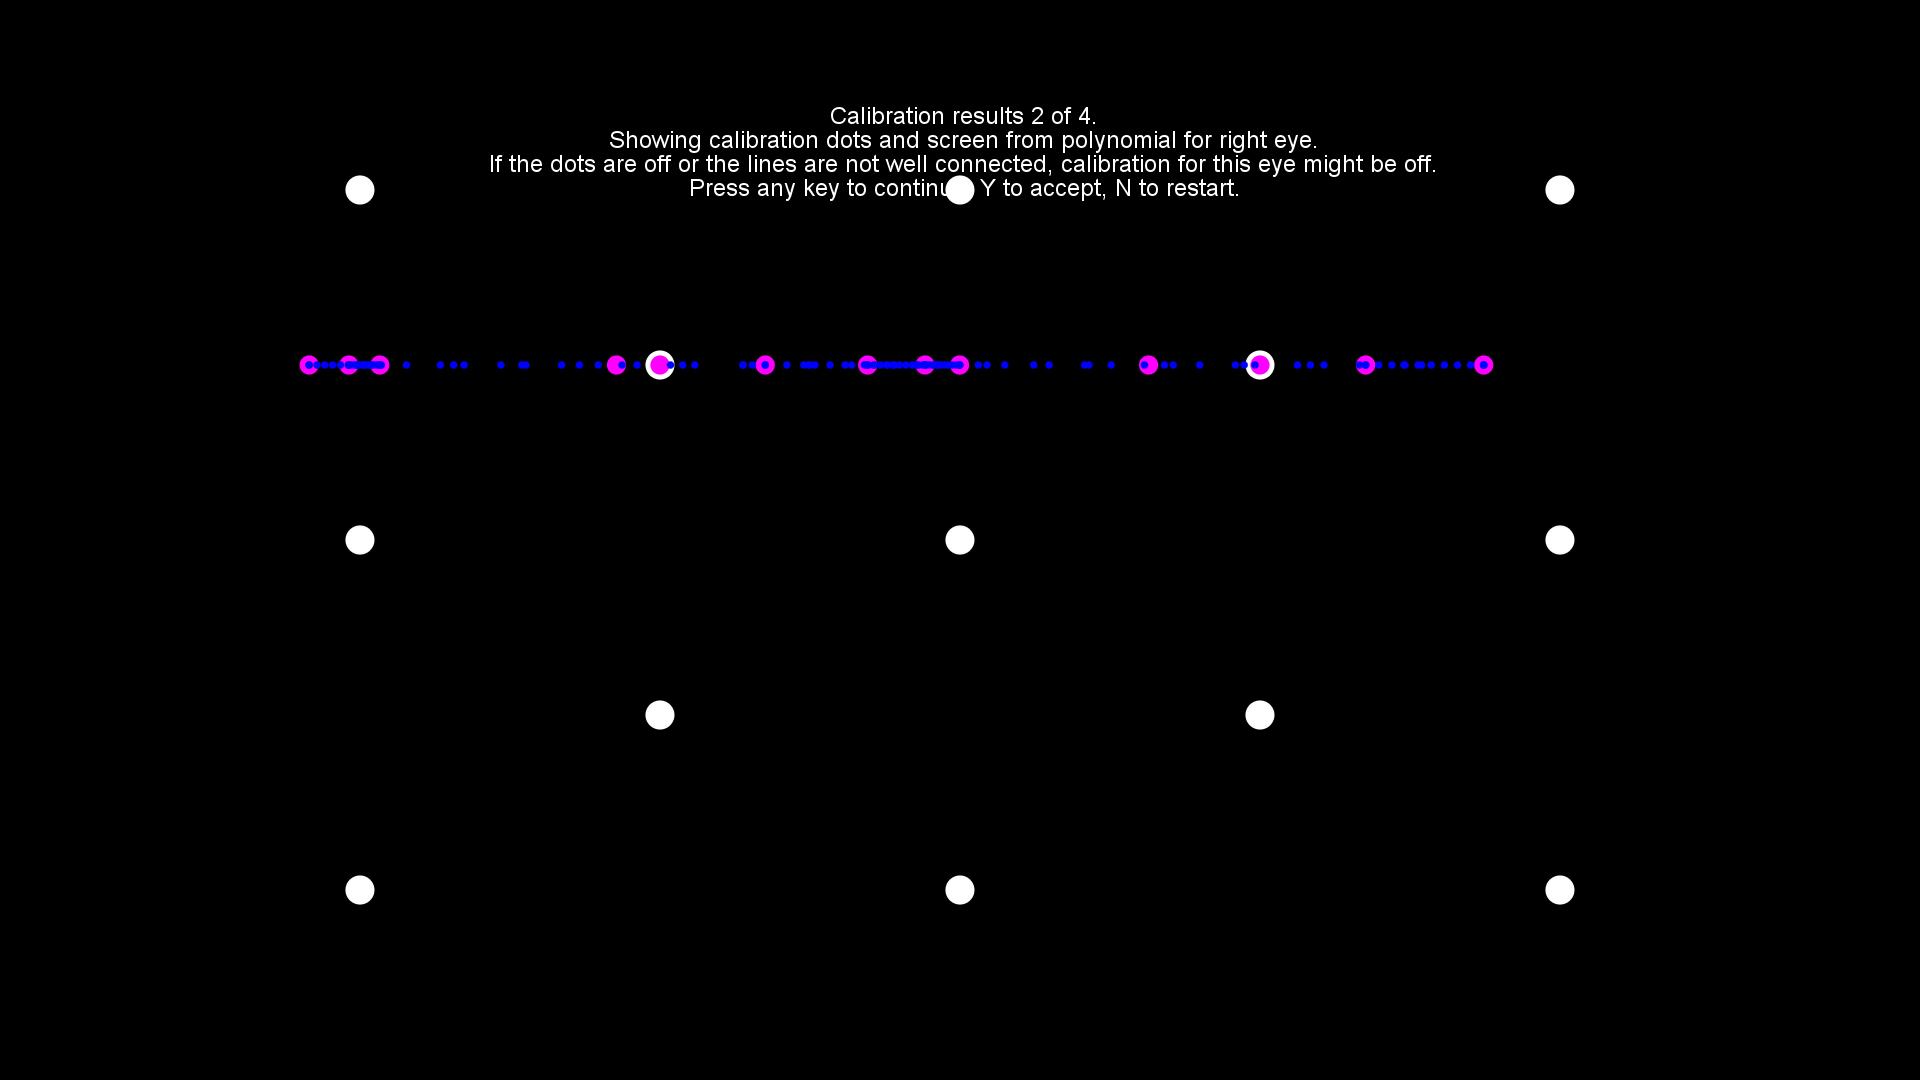 Calibration results 2 of 4.
Showing calibration dots and screen from polynomial for right eye.
If the dots are off or the lines are not well connected, calibration for this eye might be off.
Press any key to continu Y to accept, N to restart.